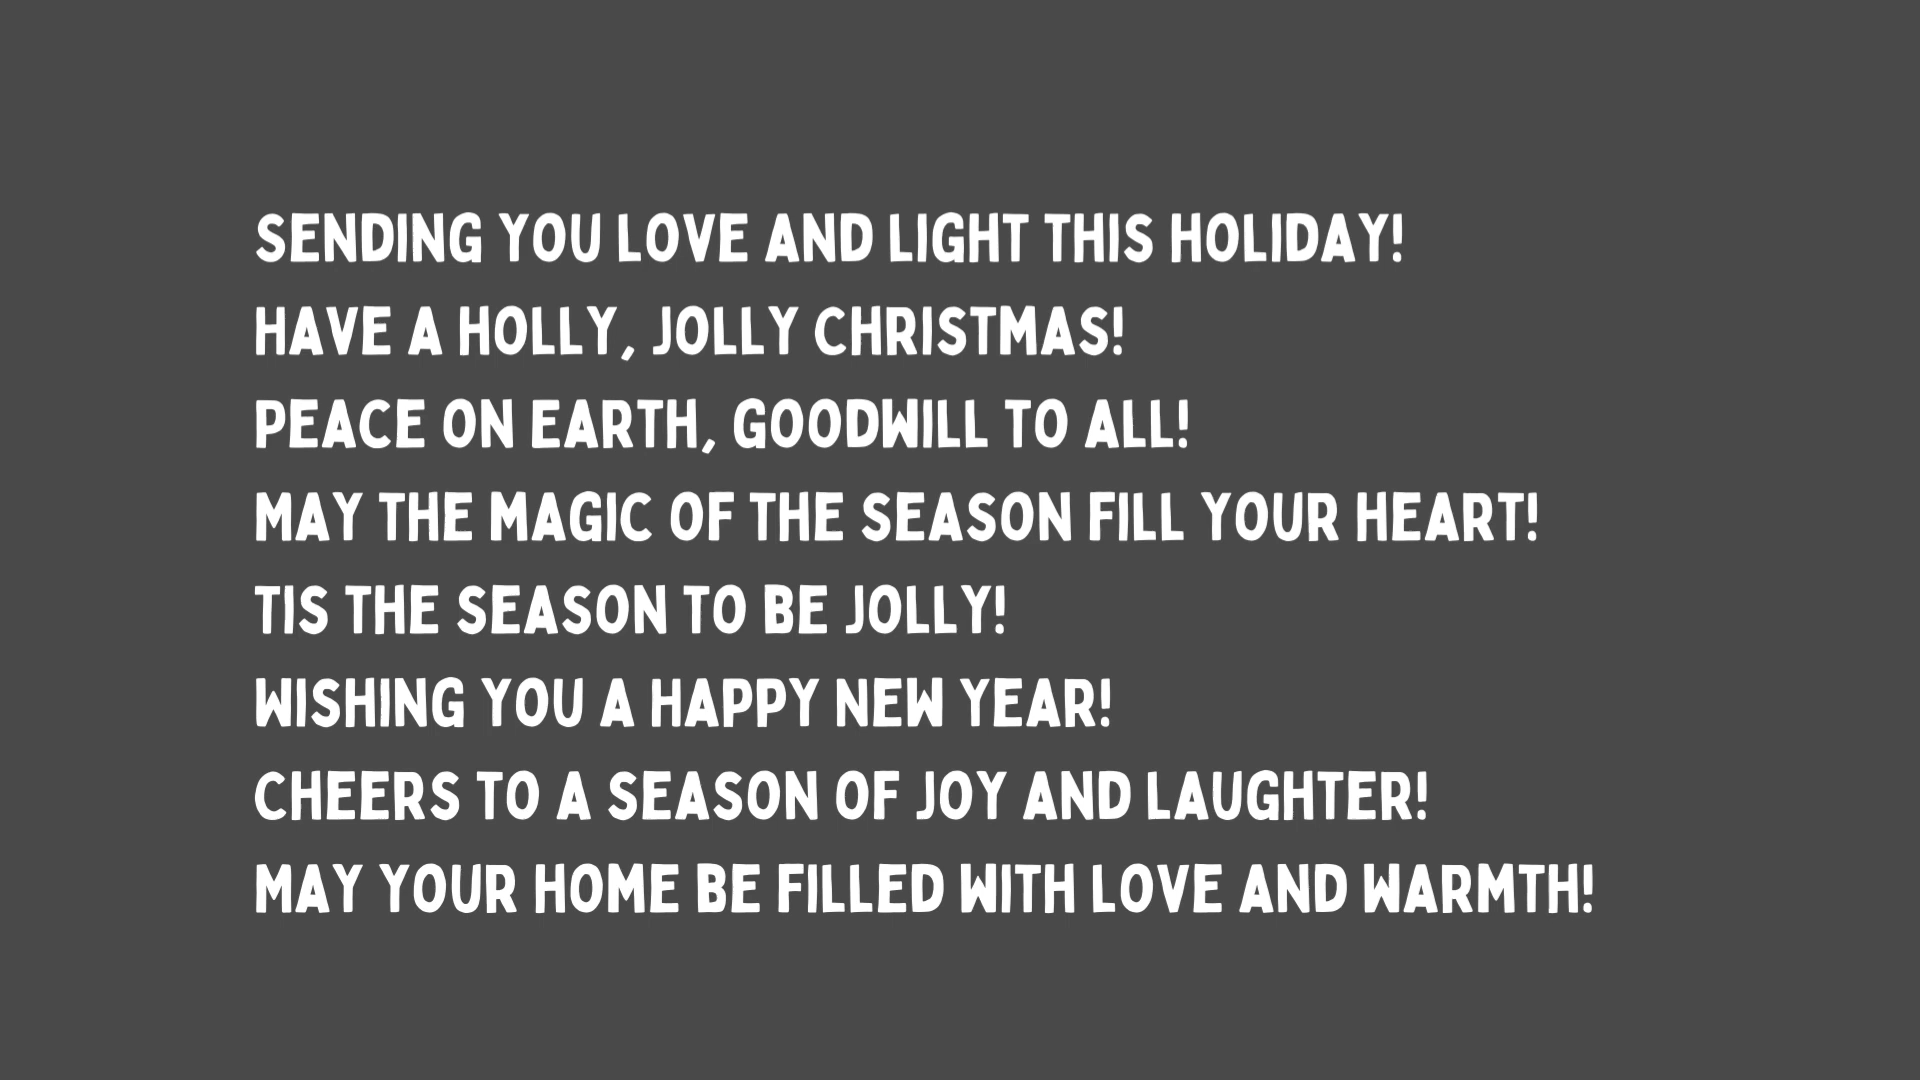 SENDING YOU LOVE AND LIGHT THIS HOLIDAY!
HAVE A HOLLY, JOLLY CHRISTMAS!
PEACE ON EARTH, GOODWILL TO ALL!
MAY THE MAGIC OF THE SEASON FILL YOUR HEART!
TIS THE SEASON TO BE JOLLY!
WISHING YOU A HAPPY NEW YEAR!
CHEERS TO A SEASON OF JOY AND LAUGHTER!
MAY YOUR HOME BE FILLED WITH LOVE AND WARMTH!